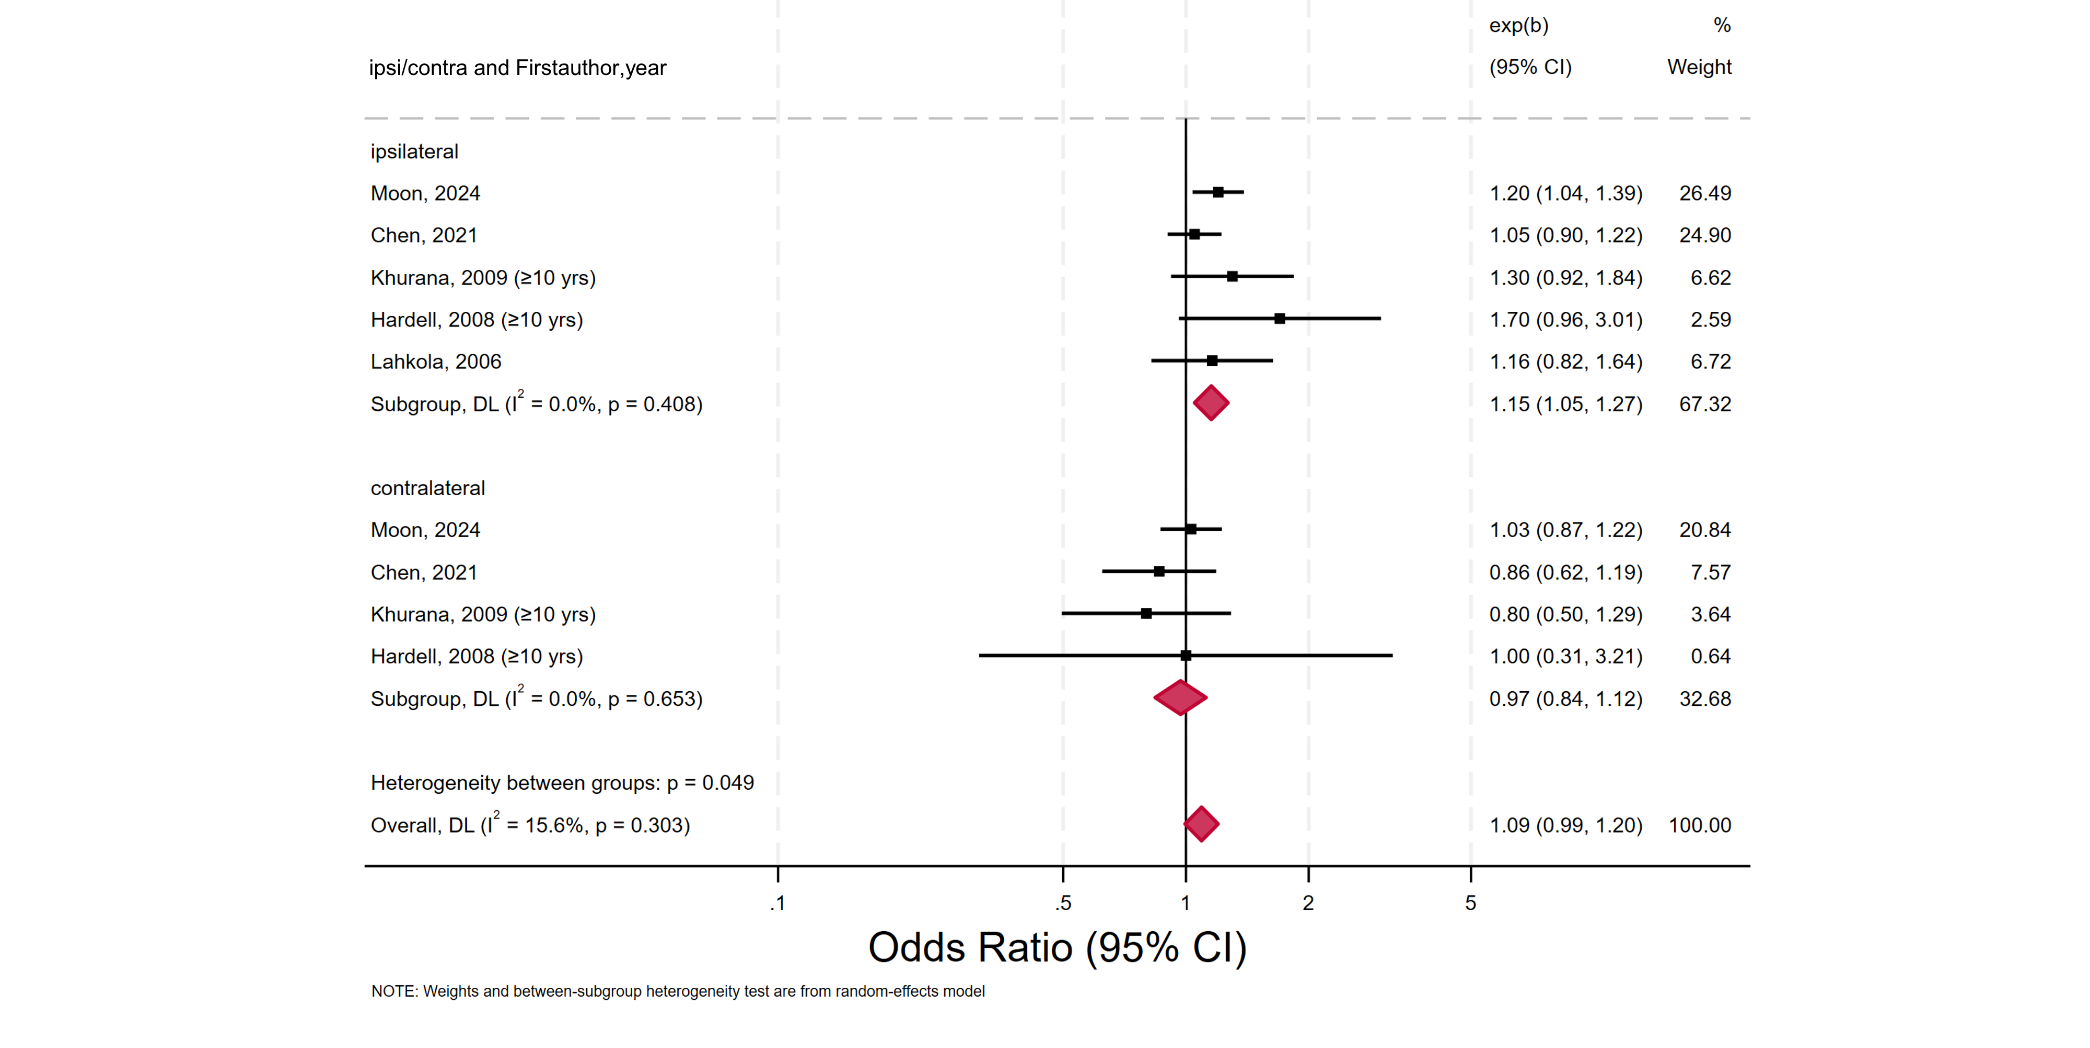 exp(b) %
ipsi/contra and Firstauthor,year (95% CI) Weight
ipsilateral
Moon, 2024 1.20 (1.04, 1.39) 26.49
Chen, 2021 1.05 (0.90, 1.22) 24.90
Khurana, 2009 (≥10 yrs) 1.30 (0.92, 1.84) 6.62
Hardell, 2008 (≥10 yrs) 1.70 (0.96, 3.01) 2.59
Lahkola, 2006 1.16 (0.82, 1.64) 6.72
Subgroup, DL (I² = 0.0%, p = 0.408) 1.15 (1.05, 1.27) 67.32
contralateral
Moon, 2024 1.03 (0.87, 1.22) 20.84
Chen, 2021 0.86 (0.62, 1.19) 7.57
Khurana, 2009 (≥10 yrs) 0.80 (0.50, 1.29) 3.64
Hardell, 2008 (≥10 yrs) 1.00 (0.31, 3.21) 0.64
Subgroup, DL (I² = 0.0%, p = 0.653) 0.97 (0.84, 1.12) 32.68
Heterogeneity between groups: p = 0.049
Overall, DL (I² = 15.6%, p = 0.303) 1.09 (0.99, 1.20) 100.00
.1 .5 1 2 5
Odds Ratio (95% CI)
NOTE: Weights and between-subgroup heterogeneity test are from random-effects model